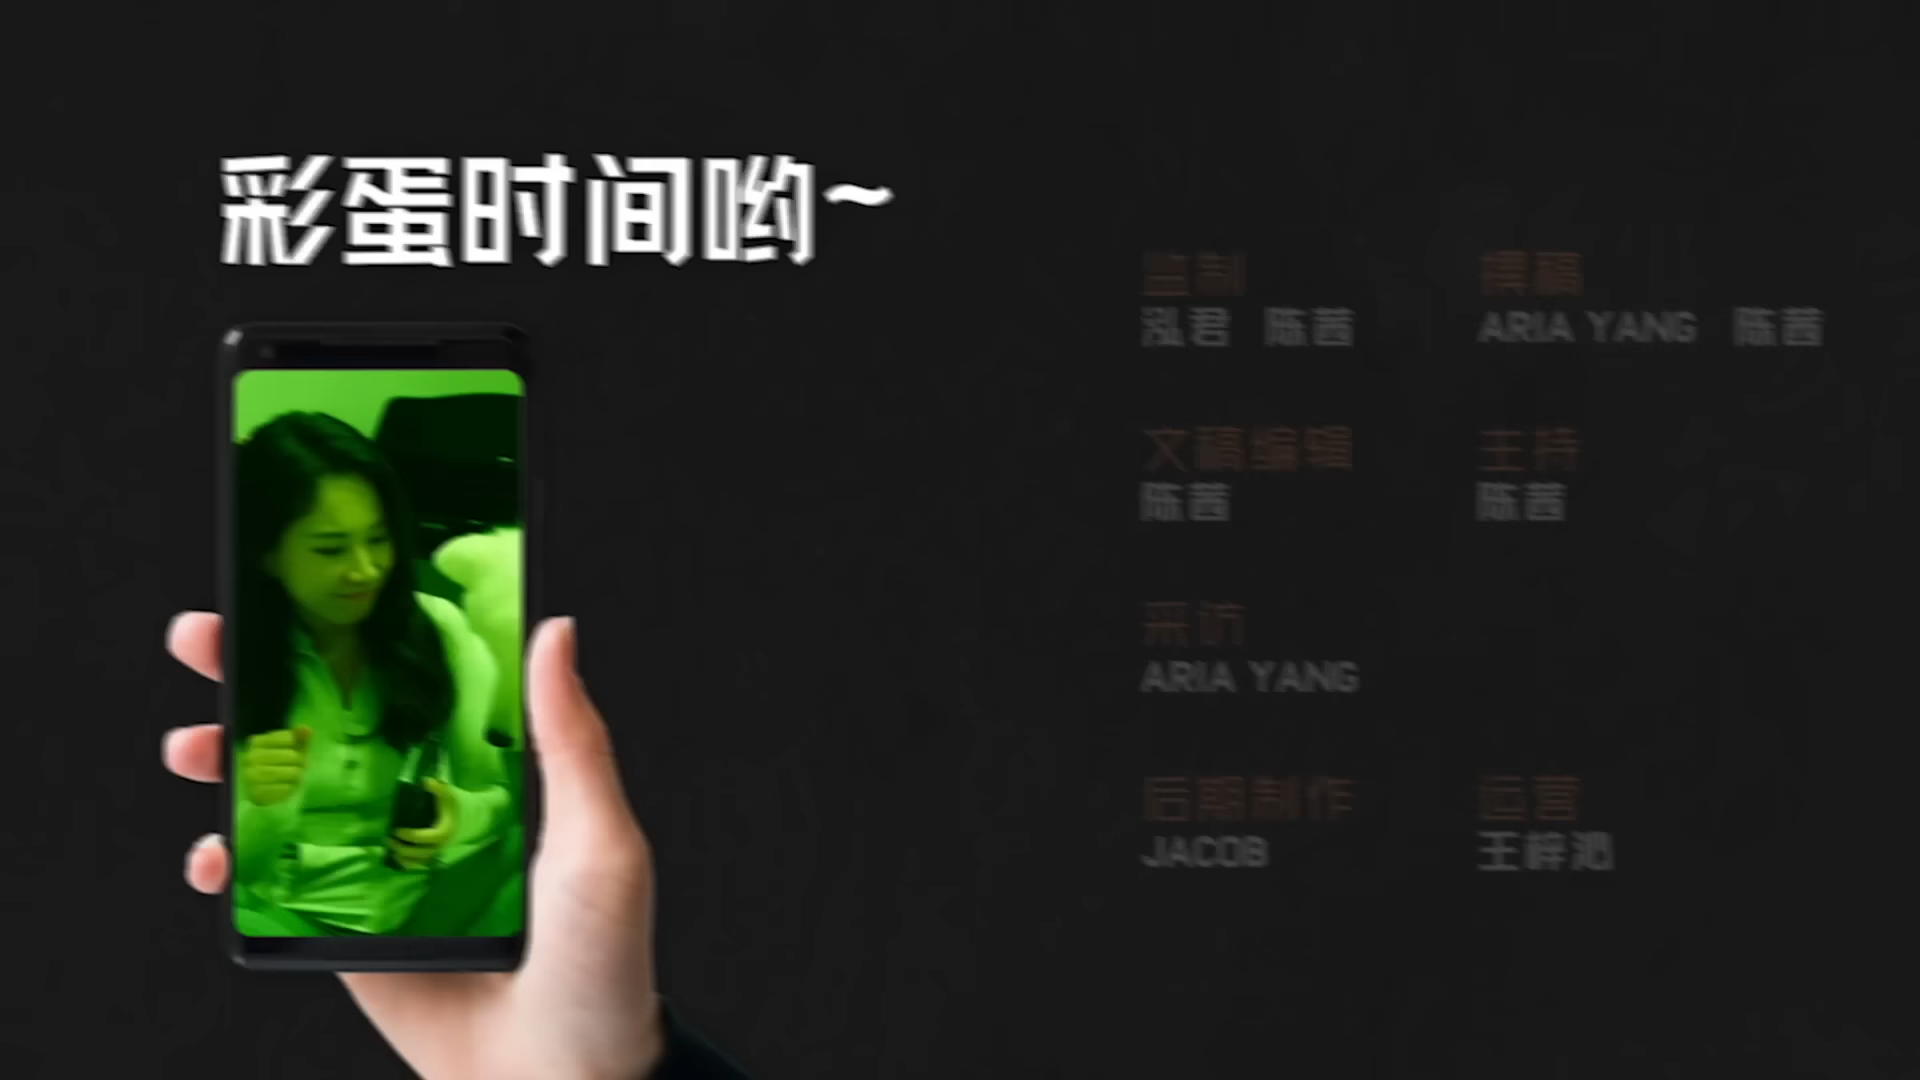 彩蛋时间哟~
监制
泓君 陈茜
撰稿
ARIA YANG 陈茜
文稿编辑
陈茜
主持
陈茜
采访
ARIA YANG
后期制作
JACOB
运营
王梓沁